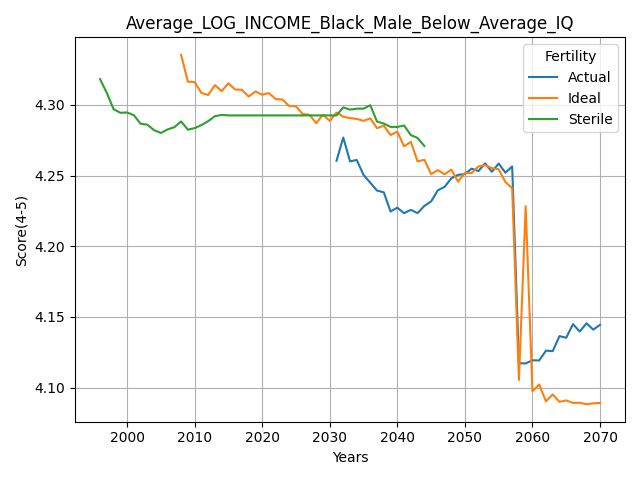 Average_LOG_INCOME_Black_Male_Below_Average_IQ
Fertility
Actual
Ideal
Sterile
Score(4-5)
4.30
4.25
4.20
4.15
4.10
2000 2010 2020 2030 2040 2050 2060 2070
Years